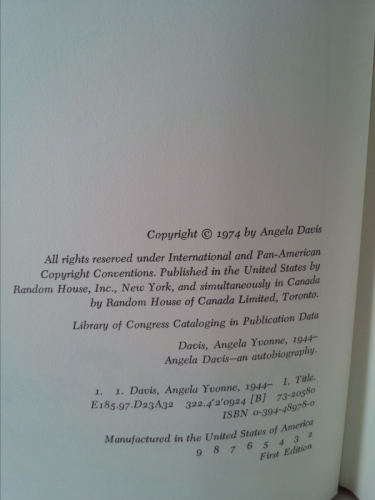 Copyright © 1974 by Angela Davis
All rights reserved under International and Pan-American
Copyright Conventions. Published in the United States by
Random House, Inc., New York, and simultaneously in Canada
by Random House of Canada Limited, Toronto.
Library of Congress Cataloging in Publication Data
Davis, Angela Yvonne, 1944–
Angela Davis—an autobiography.
1. 1. Davis, Angela Yvonne, 1944– I. Title.
E185.97.D23A32 322.4'2'0924 [B] 73-20580
ISBN 0-394-48978-0
Manufactured in the United States of America
9 8 7 6 5 4 3 2
First Edition